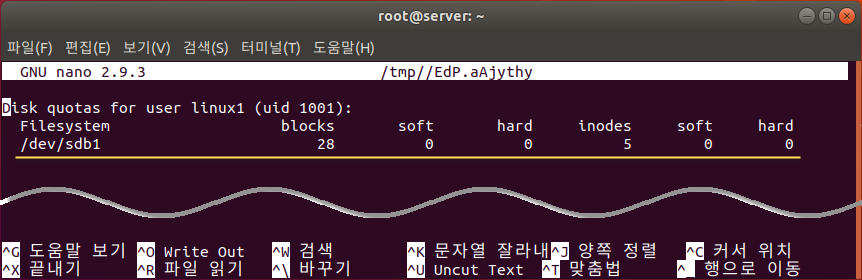 root@server: ~
파일(F) 편집(E) 보기(V) 검색(S) 터미널(T) 도움말(H)
GNU nano 2.9.3 /tmp//EdP.aAjythy
Disk quotas for user linux1 (uid 1001):
Filesystem blocks soft hard inodes soft hard
/dev/sdb1 28 0 0 5 0 0
^G 도움말 보기 ^O Write Out ^W 검색 ^K 문자열 잘라내 ^J 양쪽 정렬 ^C 커서 위치
^X 끝내기 ^R 파일 읽기 ^\ 바꾸기 ^U Uncut Text ^T 맞춤법 ^_ 행으로 이동